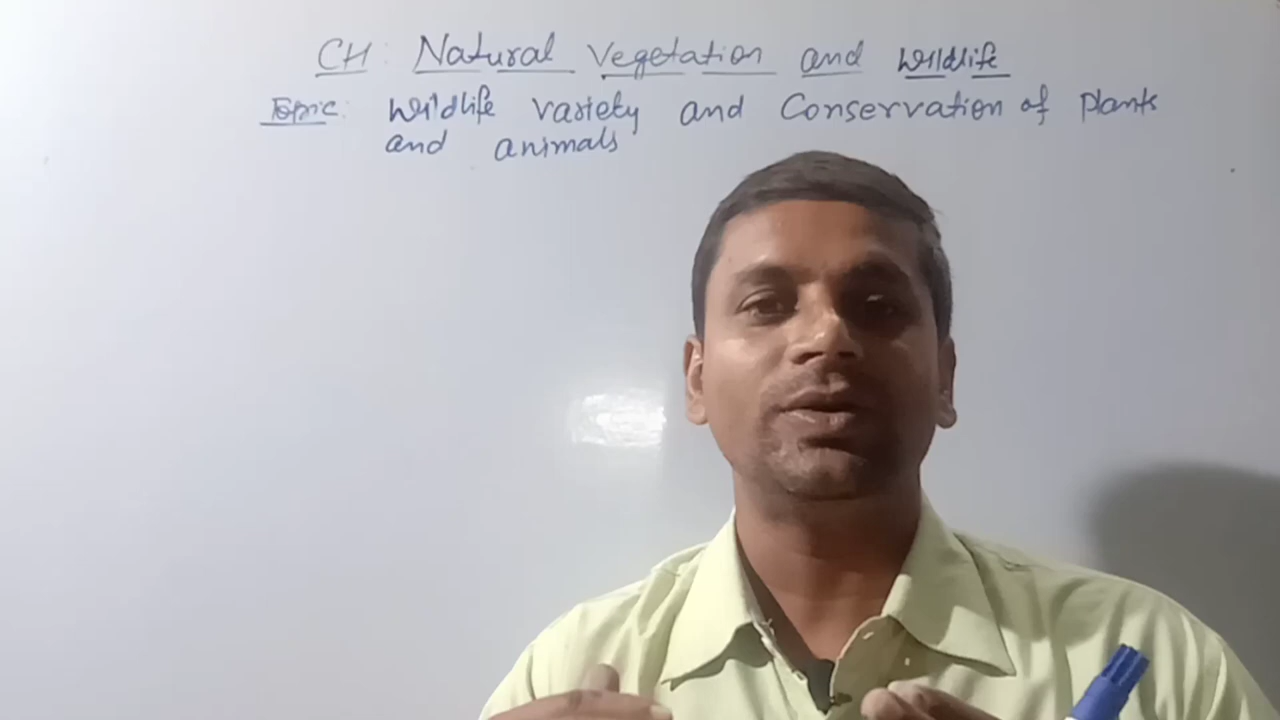 CH: Natural Vegetation and Wildlife
Topic: Wildlife variety and Conservation of plants
and animals